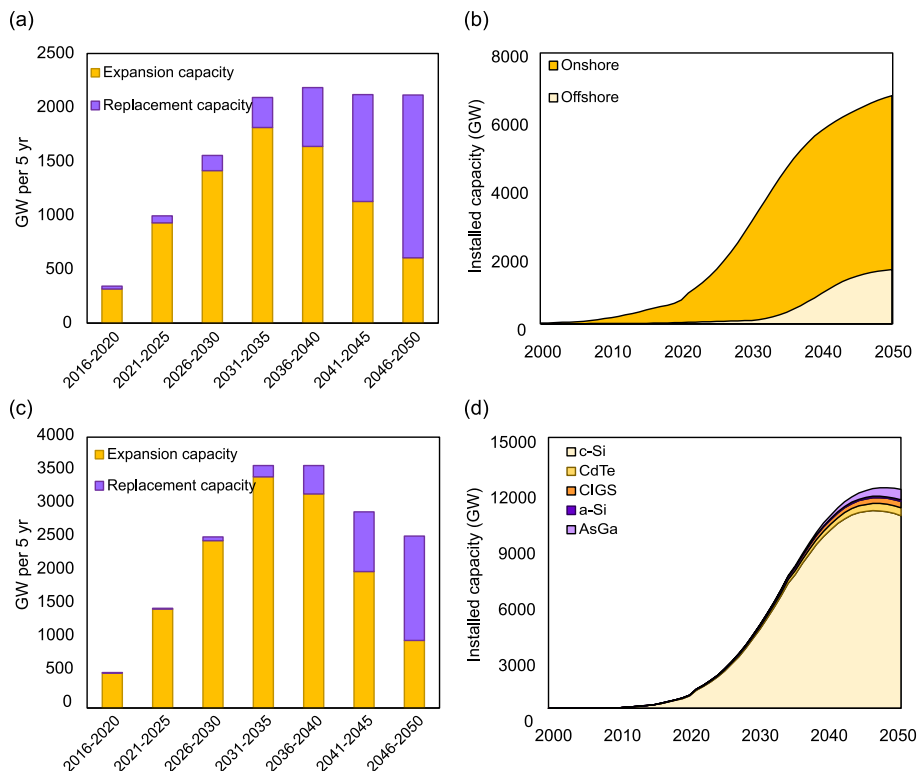 (a)
2500
2000
1500
1000
500
0
GW per 5 yr
Expansion capacity
Replacement capacity
2016-2020
2021-2025
2026-2030
2031-2035
2036-2040
2041-2045
2046-2050
(b)
8000
6000
4000
2000
0
Installed capacity (GW)
Onshore
Offshore
2000
2010
2020
2030
2040
2050
(c)
4000
3500
3000
2500
2000
1500
1000
500
0
GW per 5 yr
Expansion capacity
Replacement capacity
2016-2020
2021-2025
2026-2030
2031-2035
2036-2040
2041-2045
2046-2050
(d)
15000
12000
9000
6000
3000
0
Installed capacity (GW)
c-Si
CdTe
CIGS
a-Si
AsGa
2000
2010
2020
2030
2040
2050